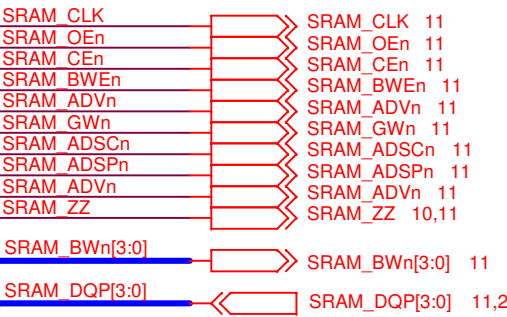 SRAM_CLK SRAM_CLK 11
SRAM_OEn SRAM_OEn 11
SRAM_CEn SRAM_CEn 11
SRAM_BWEn SRAM_BWEn 11
SRAM_ADVn SRAM_ADVn 11
SRAM_GWn SRAM_GWn 11
SRAM_ADSCn SRAM_ADSCn 11
SRAM_ADSPn SRAM_ADSPn 11
SRAM_ADVn SRAM_ADVn 11
SRAM_ZZ SRAM_ZZ 10,11
SRAM_BWn[3:0] SRAM_BWn[3:0] 11
SRAM_DQP[3:0] SRAM_DQP[3:0] 11,2